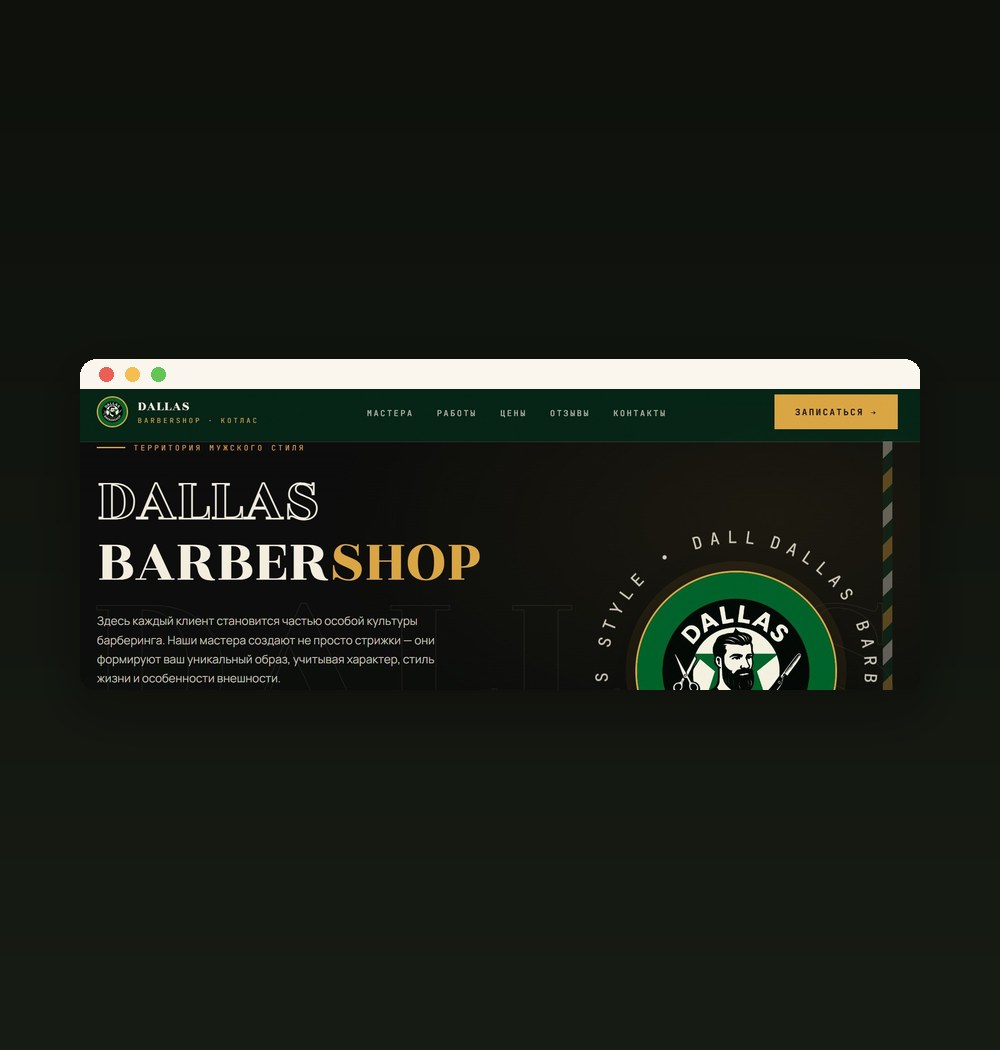 DALLAS
BARBERSHOP · КОТЛАС
МАСТЕРА
РАБОТЫ
ЦЕНЫ
ОТЗЫВЫ
КОНТАКТЫ
ЗАПИСАТЬСЯ →
ТЕРРИТОРИЯ МУЖСКОГО СТИЛЯ
DALLAS
BARBERSHOP
Здесь каждый клиент становится частью особой культуры
барберинга. Наши мастера создают не просто стрижки — они
формируют ваш уникальный образ, учитывая характер, стиль
жизни и особенности внешности.
S STYLE • DALL DALLAS BARB
DALLAS